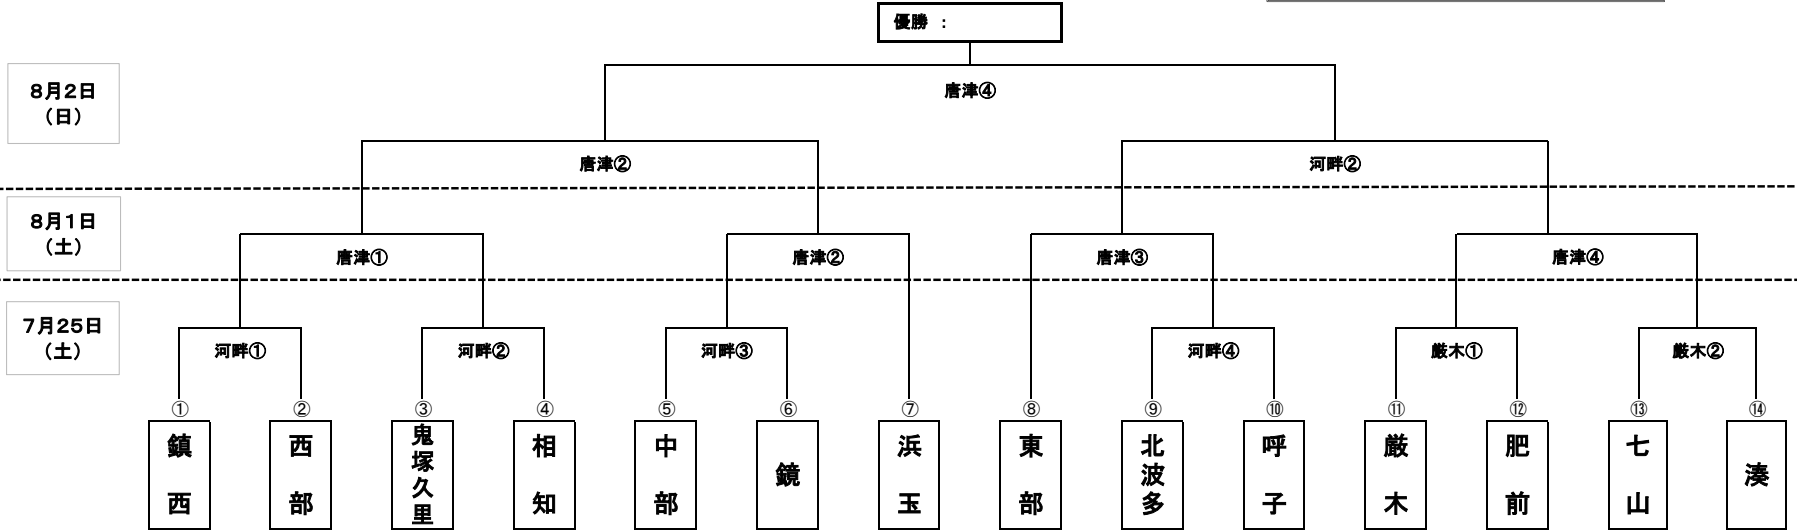 優勝 ：
8月2日
（日）
唐津④
唐津②
河畔②
8月1日
（土）
唐津①
唐津②
唐津③
唐津④
7月25日
（土）
河畔①
河畔②
河畔③
河畔④
厳木①
厳木②
①
②
③
④
⑤
⑥
⑦
⑧
⑨
⑩
⑪
⑫
⑬
⑭
鎮西
西部
鬼塚久里
相知
中部
鏡
浜玉
東部
北波多
呼子
厳木
肥前
七山
湊